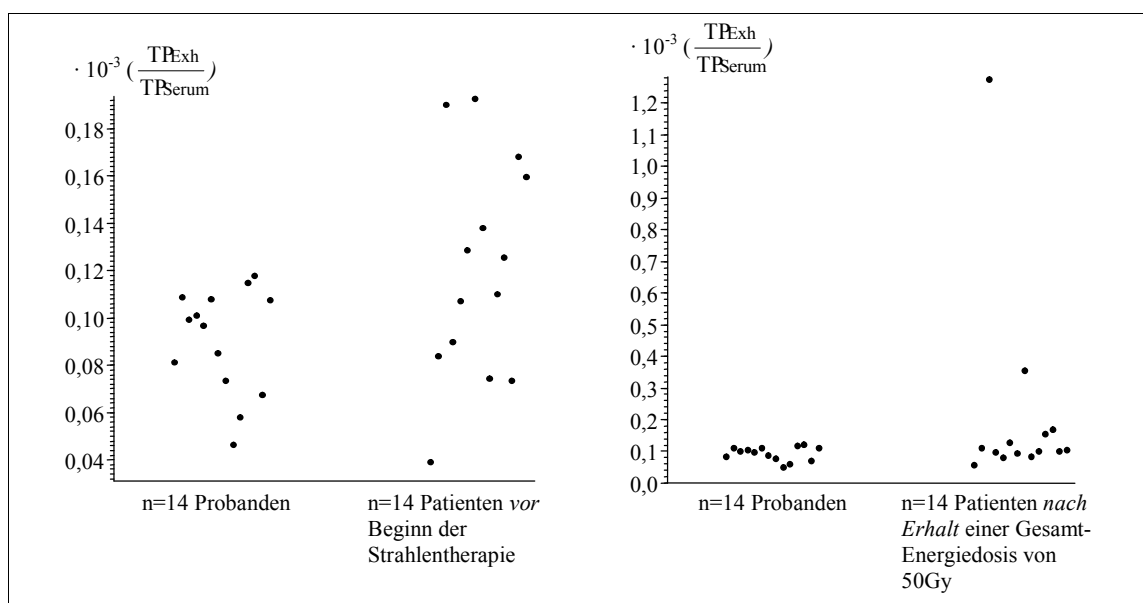 · 10⁻³ (TPExh/TPSerum)
0,18
0,16
0,14
0,12
0,10
0,08
0,06
0,04
n=14 Probanden
n=14 Patienten vor
Beginn der
Strahlentherapie
· 10⁻³ (TPExh/TPSerum)
1,2
1,1
1,0
0,9
0,8
0,7
0,6
0,5
0,4
0,3
0,2
0,1
0,0
n=14 Probanden
n=14 Patienten nach
Erhalt einer Gesamt-
Energiedosis von
50Gy